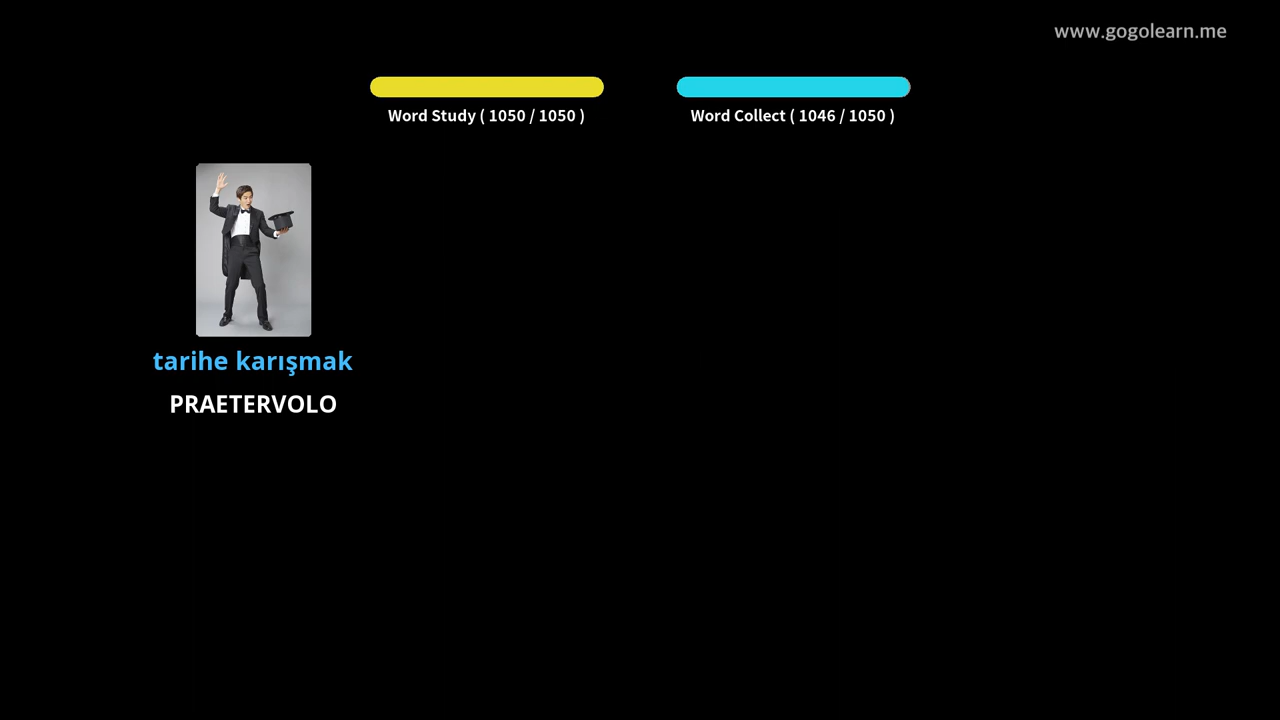 www.gogolearn.me
Word Study ( 1050 / 1050 )
Word Collect ( 1046 / 1050 )
tarihe karışmak
PRAETERVOLO